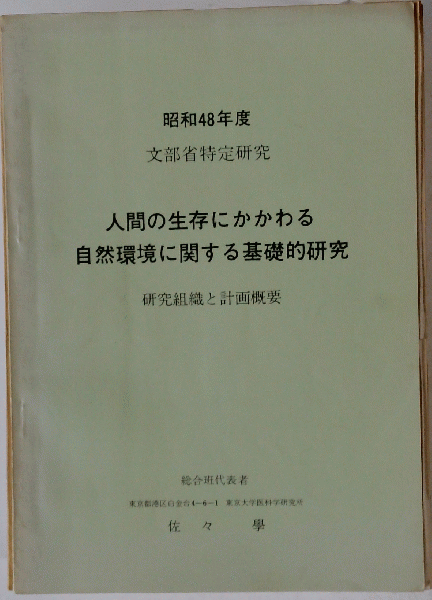 昭和48年度
文部省特定研究
人間の生存にかかわる
自然環境に関する基礎的研究
研究組織と計画概要
総合班代表者
東京都港区白金台4−6−1 東京大学医科学研究所
佐々學